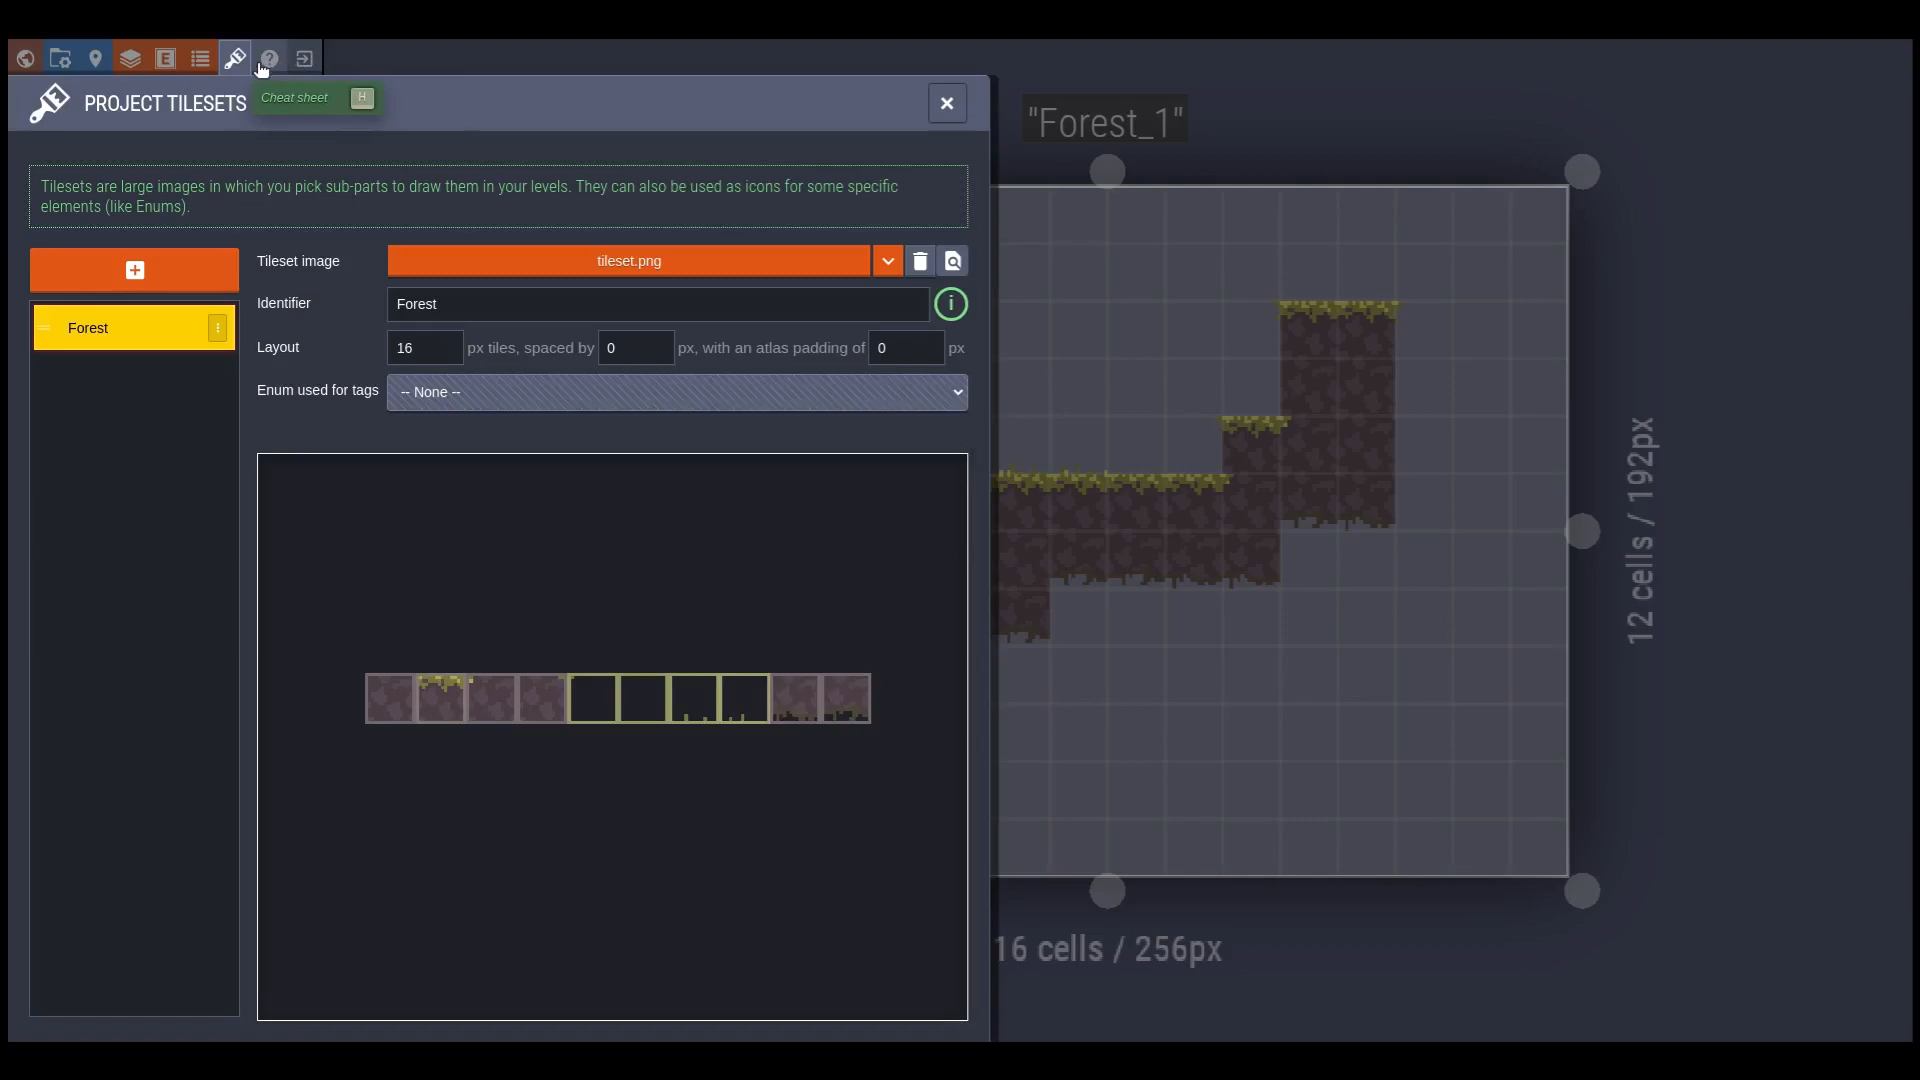 E
Cheat sheet H
PROJECT TILESETS
"Forest_1"
Tilesets are large images in which you pick sub-parts to draw them in your levels. They can also be used as icons for some specific
elements (like Enums).
Tileset image tileset.png
Identifier Forest i
Forest
Layout 16 px tiles, spaced by 0 px, with an atlas padding of 0 px
Enum used for tags -- None --
12 cells / 192px
16 cells / 256px